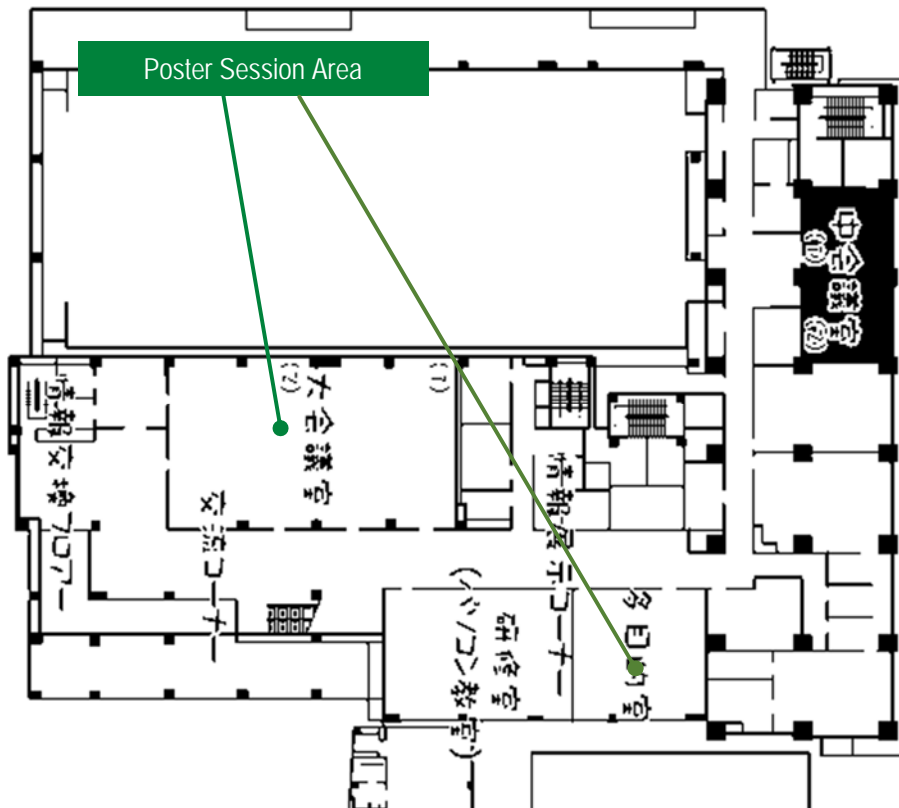 Poster Session Area
中会議室
(1)
(2)
大会議室
(2)
(1)
情報交換フロアー
交流コーナー
情報展示コーナー
研修室
(パソコン教室)
多目的室